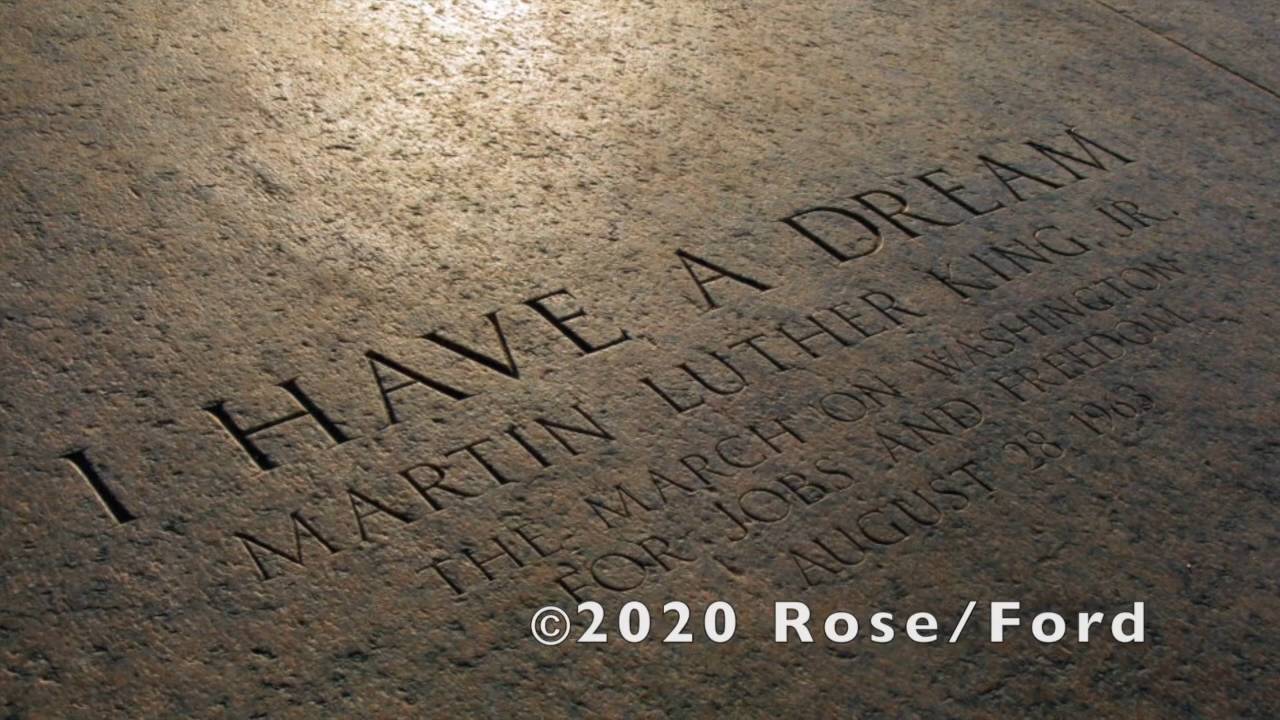 I HAVE A DREAM
MARTIN LUTHER KING, JR.
THE MARCH ON WASHINGTON
FOR JOBS AND FREEDOM
AUGUST 28, 1963
©2020 Rose/Ford